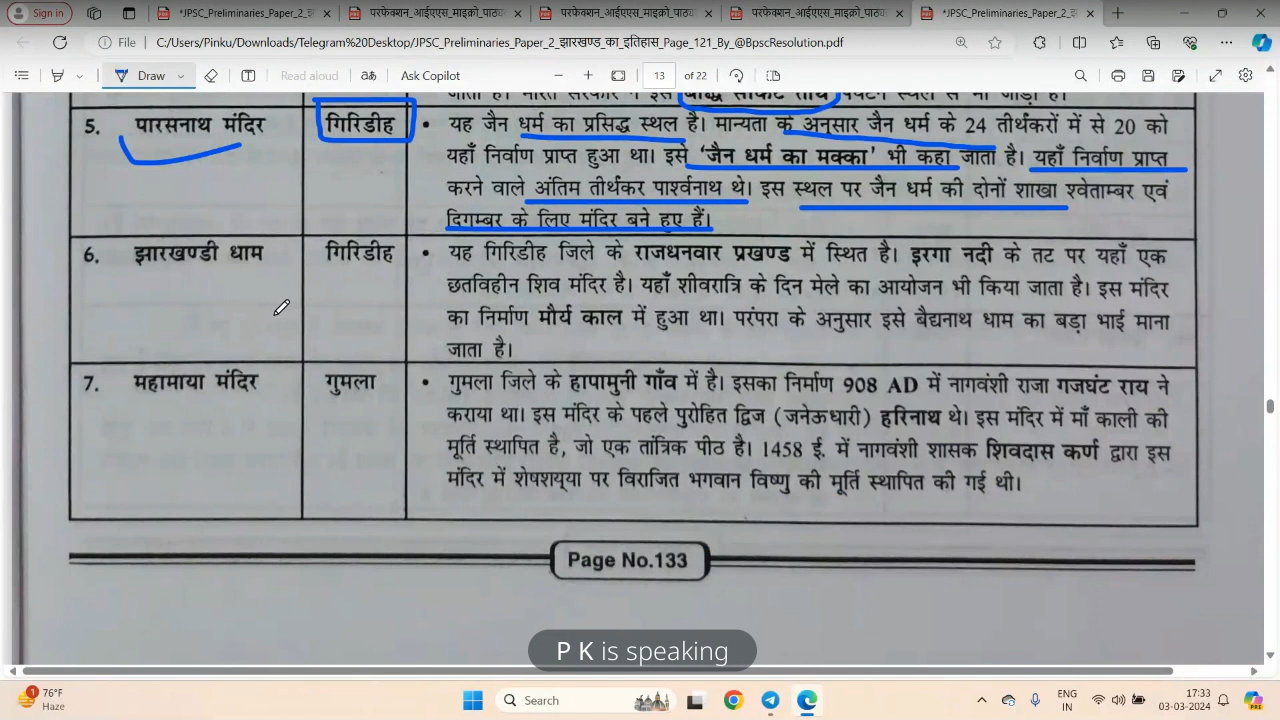 Sign in
*JPSC_Preliminaries_Paper_2_झा
परफेक्शन_आईएएस_माइक्रो_पाठ्य
परफेक्शन_आईएएस_माइक्रो_पाठ्य
परफेक्शन_आईएएस_माइक्रो_पाठ्य
*JPSC_Preliminaries_Paper_2_झ
File C:/Users/Pinku/Downloads/Telegram%20Desktop/JPSC_Preliminaries_Paper_2_झारखण्ड_का_इतिहास_Page_121_By_@BpscResolution.pdf
Draw Read aloud aあ Ask Copilot 13 of 22
5. पारसनाथ मंदिर गिरिडीह • यह जैन धर्म का प्रसिद्ध स्थल है। मान्यता के अनुसार जैन धर्म के 24 तीर्थंकरों में से 20 को
यहाँ निर्वाण प्राप्त हुआ था। इसे ‘जैन धर्म का मक्का’ भी कहा जाता है। यहाँ निर्वाण प्राप्त
करने वाले अंतिम तीर्थंकर पार्श्वनाथ थे। इस स्थल पर जैन धर्म की दोनों शाखा श्वेताम्बर एवं
दिगम्बर के लिए मंदिर बने हुए हैं।
6. झारखण्डी धाम गिरिडीह • यह गिरिडीह जिले के राजधनवार प्रखण्ड में स्थित है। इरगा नदी के तट पर यहाँ एक
छतविहीन शिव मंदिर है। यहाँ शीवरात्रि के दिन मेले का आयोजन भी किया जाता है। इस मंदिर
का निर्माण मौर्य काल में हुआ था। परंपरा के अनुसार इसे बैद्यनाथ धाम का बड़ा भाई माना
जाता है।
7. महामाया मंदिर गुमला • गुमला जिले के हापामुनी गाँव में है। इसका निर्माण 908 AD में नागवंशी राजा गजघंट राय ने
कराया था। इस मंदिर के पहले पुरोहित द्विज (जनेऊधारी) हरिनाथ थे। इस मंदिर में माँ काली की
मूर्ति स्थापित है, जो एक तांत्रिक पीठ है। 1458 ई. में नागवंशी शासक शिवदास कर्ण द्वारा इस
मंदिर में शेषशय्या पर विराजित भगवान विष्णु की मूर्ति स्थापित की गई थी।
Page No.133
P K is speaking
1 76°F Haze
Search
ENG IN
17:33
03-03-2024